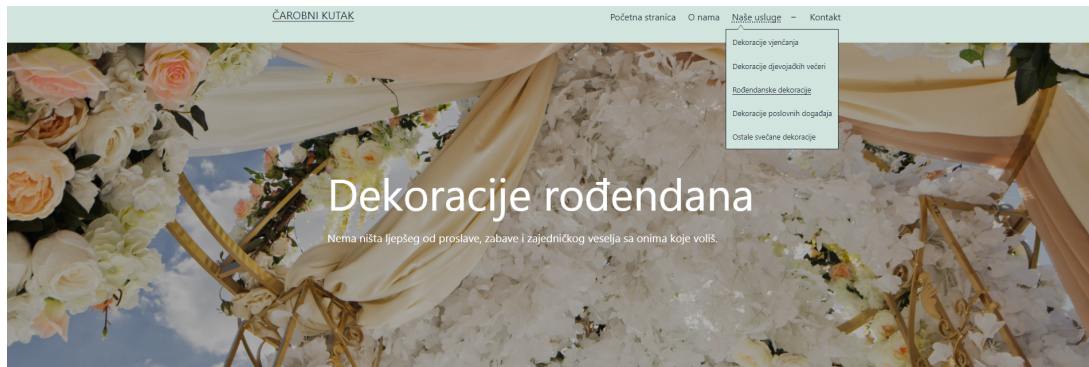 ČAROBNI KUTAK
Početna stranica O nama Naše usluge – Kontakt
Dekoracije vjenčanja
Dekoracije djevojačkih večeri
Rođendanske dekoracije
Dekoracije poslovnih događaja
Ostale svečane dekoracije
Dekoracije rođendana
Nema ništa ljepšeg od proslave, zabave i zajedničkog veselja sa onima koje voliš.